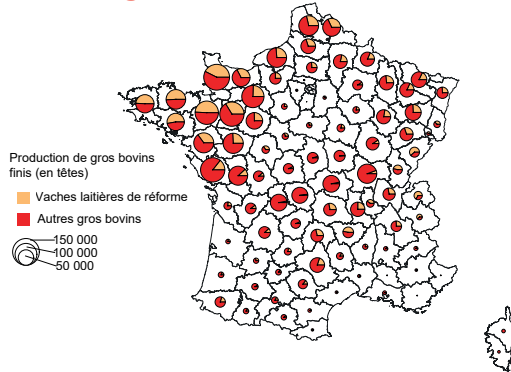 Production de gros bovins
finis (en têtes)
Vaches laitières de réforme
Autres gros bovins
150 000
100 000
50 000